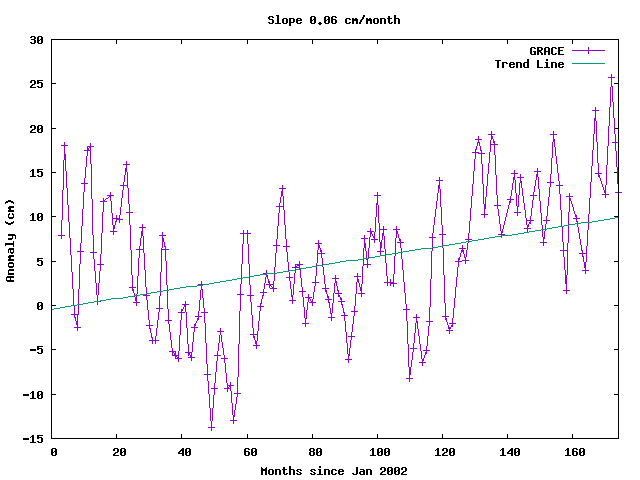 Slope 0.06 cm/month
GRACE
Trend Line
30
25
20
15
10
5
0
-5
-10
-15
Anomaly (cm)
0 20 40 60 80 100 120 140 160
Months since Jan 2002